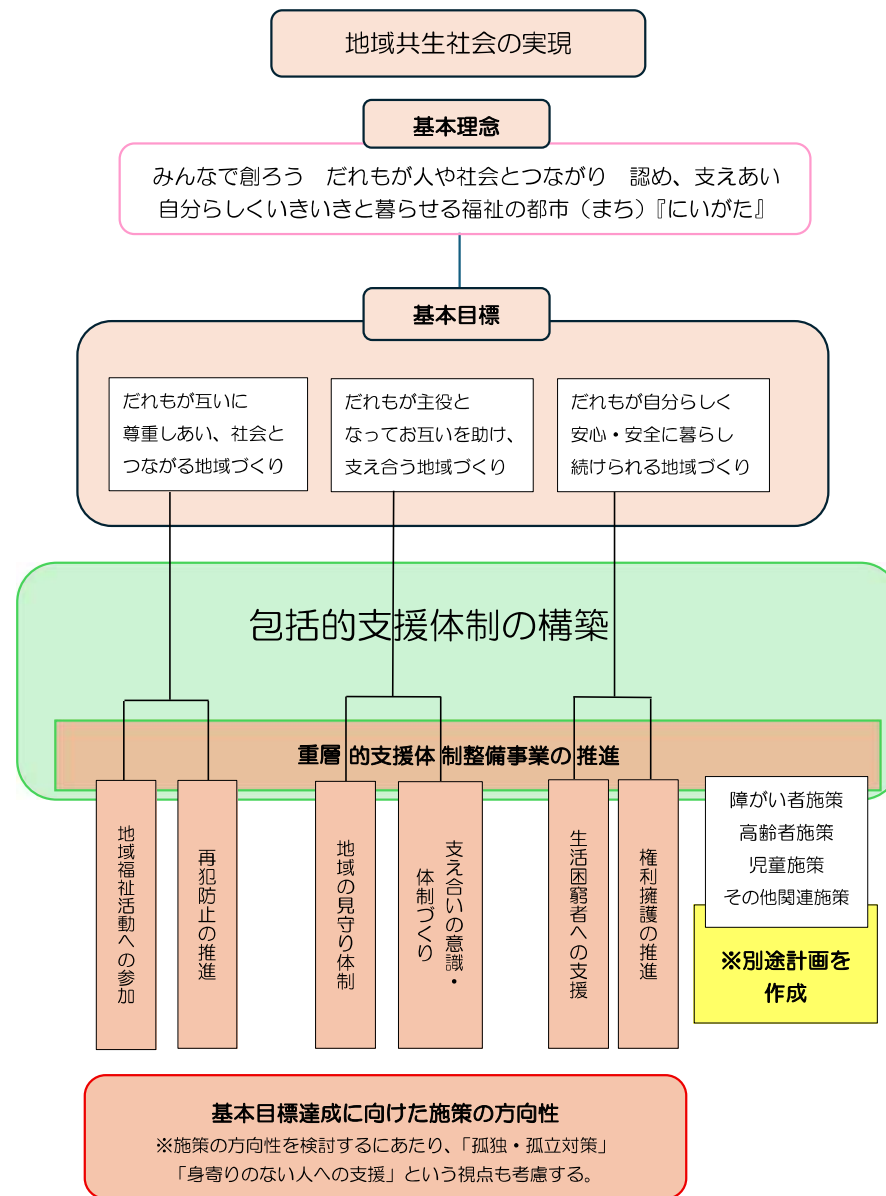 地域共生社会の実現
基本理念
みんなで創ろう　だれもが人や社会とつながり　認め、支えあい
自分らしくいきいきと暮らせる福祉の都市（まち）『にいがた』
基本目標
だれもが互いに
尊重しあい、社会と
つながる地域づくり
だれもが主役と
なってお互いを助け、
支え合う地域づくり
だれもが自分らしく
安心・安全に暮らし
続けられる地域づくり
包括的支援体制の構築
重層的支援体制整備事業の推進
地域福祉活動への参加
再犯防止の推進
地域の見守り体制
支え合いの意識・
体制づくり
生活困窮者への支援
権利擁護の推進
障がい者施策
高齢者施策
児童施策
その他関連施策
※別途計画を
作成
基本目標達成に向けた施策の方向性
※施策の方向性を検討するにあたり、「孤独・孤立対策」
「身寄りのない人への支援」という視点も考慮する。